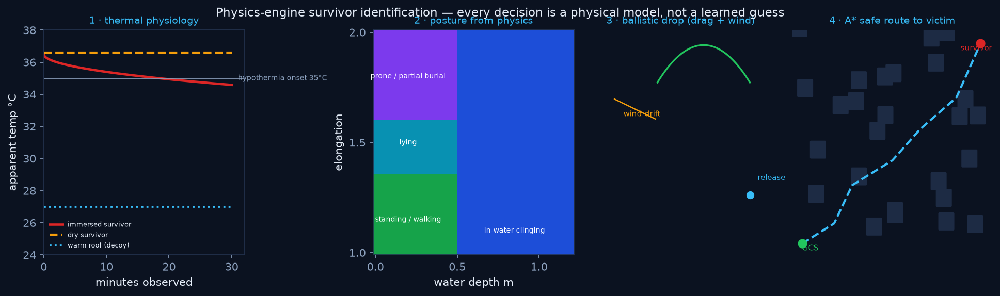 Physics-engine survivor identification — every decision is a physical model, not a learned guess
1 · thermal physiology
38
36
34
32
30
28
26
24
apparent temp °C
hypothermia onset 35°C
immersed survivor
dry survivor
warm roof (decoy)
0
10
20
30
minutes observed
2 · posture from physics
2.0
1.5
1.0
elongation
prone / partial burial
lying
standing / walking
in-water clinging
0.0
0.5
1.0
water depth m
3 · ballistic drop (drag + wind)
wind drift
release
4 · A* safe route to victim
survivor
GCS